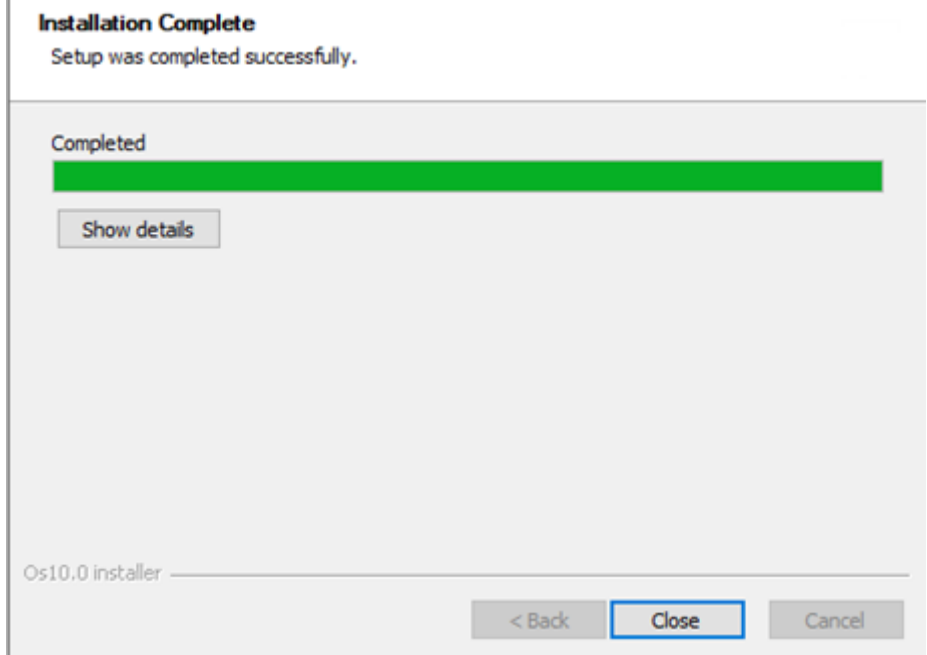 Installation Complete
Setup was completed successfully.
Completed
Show details
Os10.0 installer
< Back
Close
Cancel